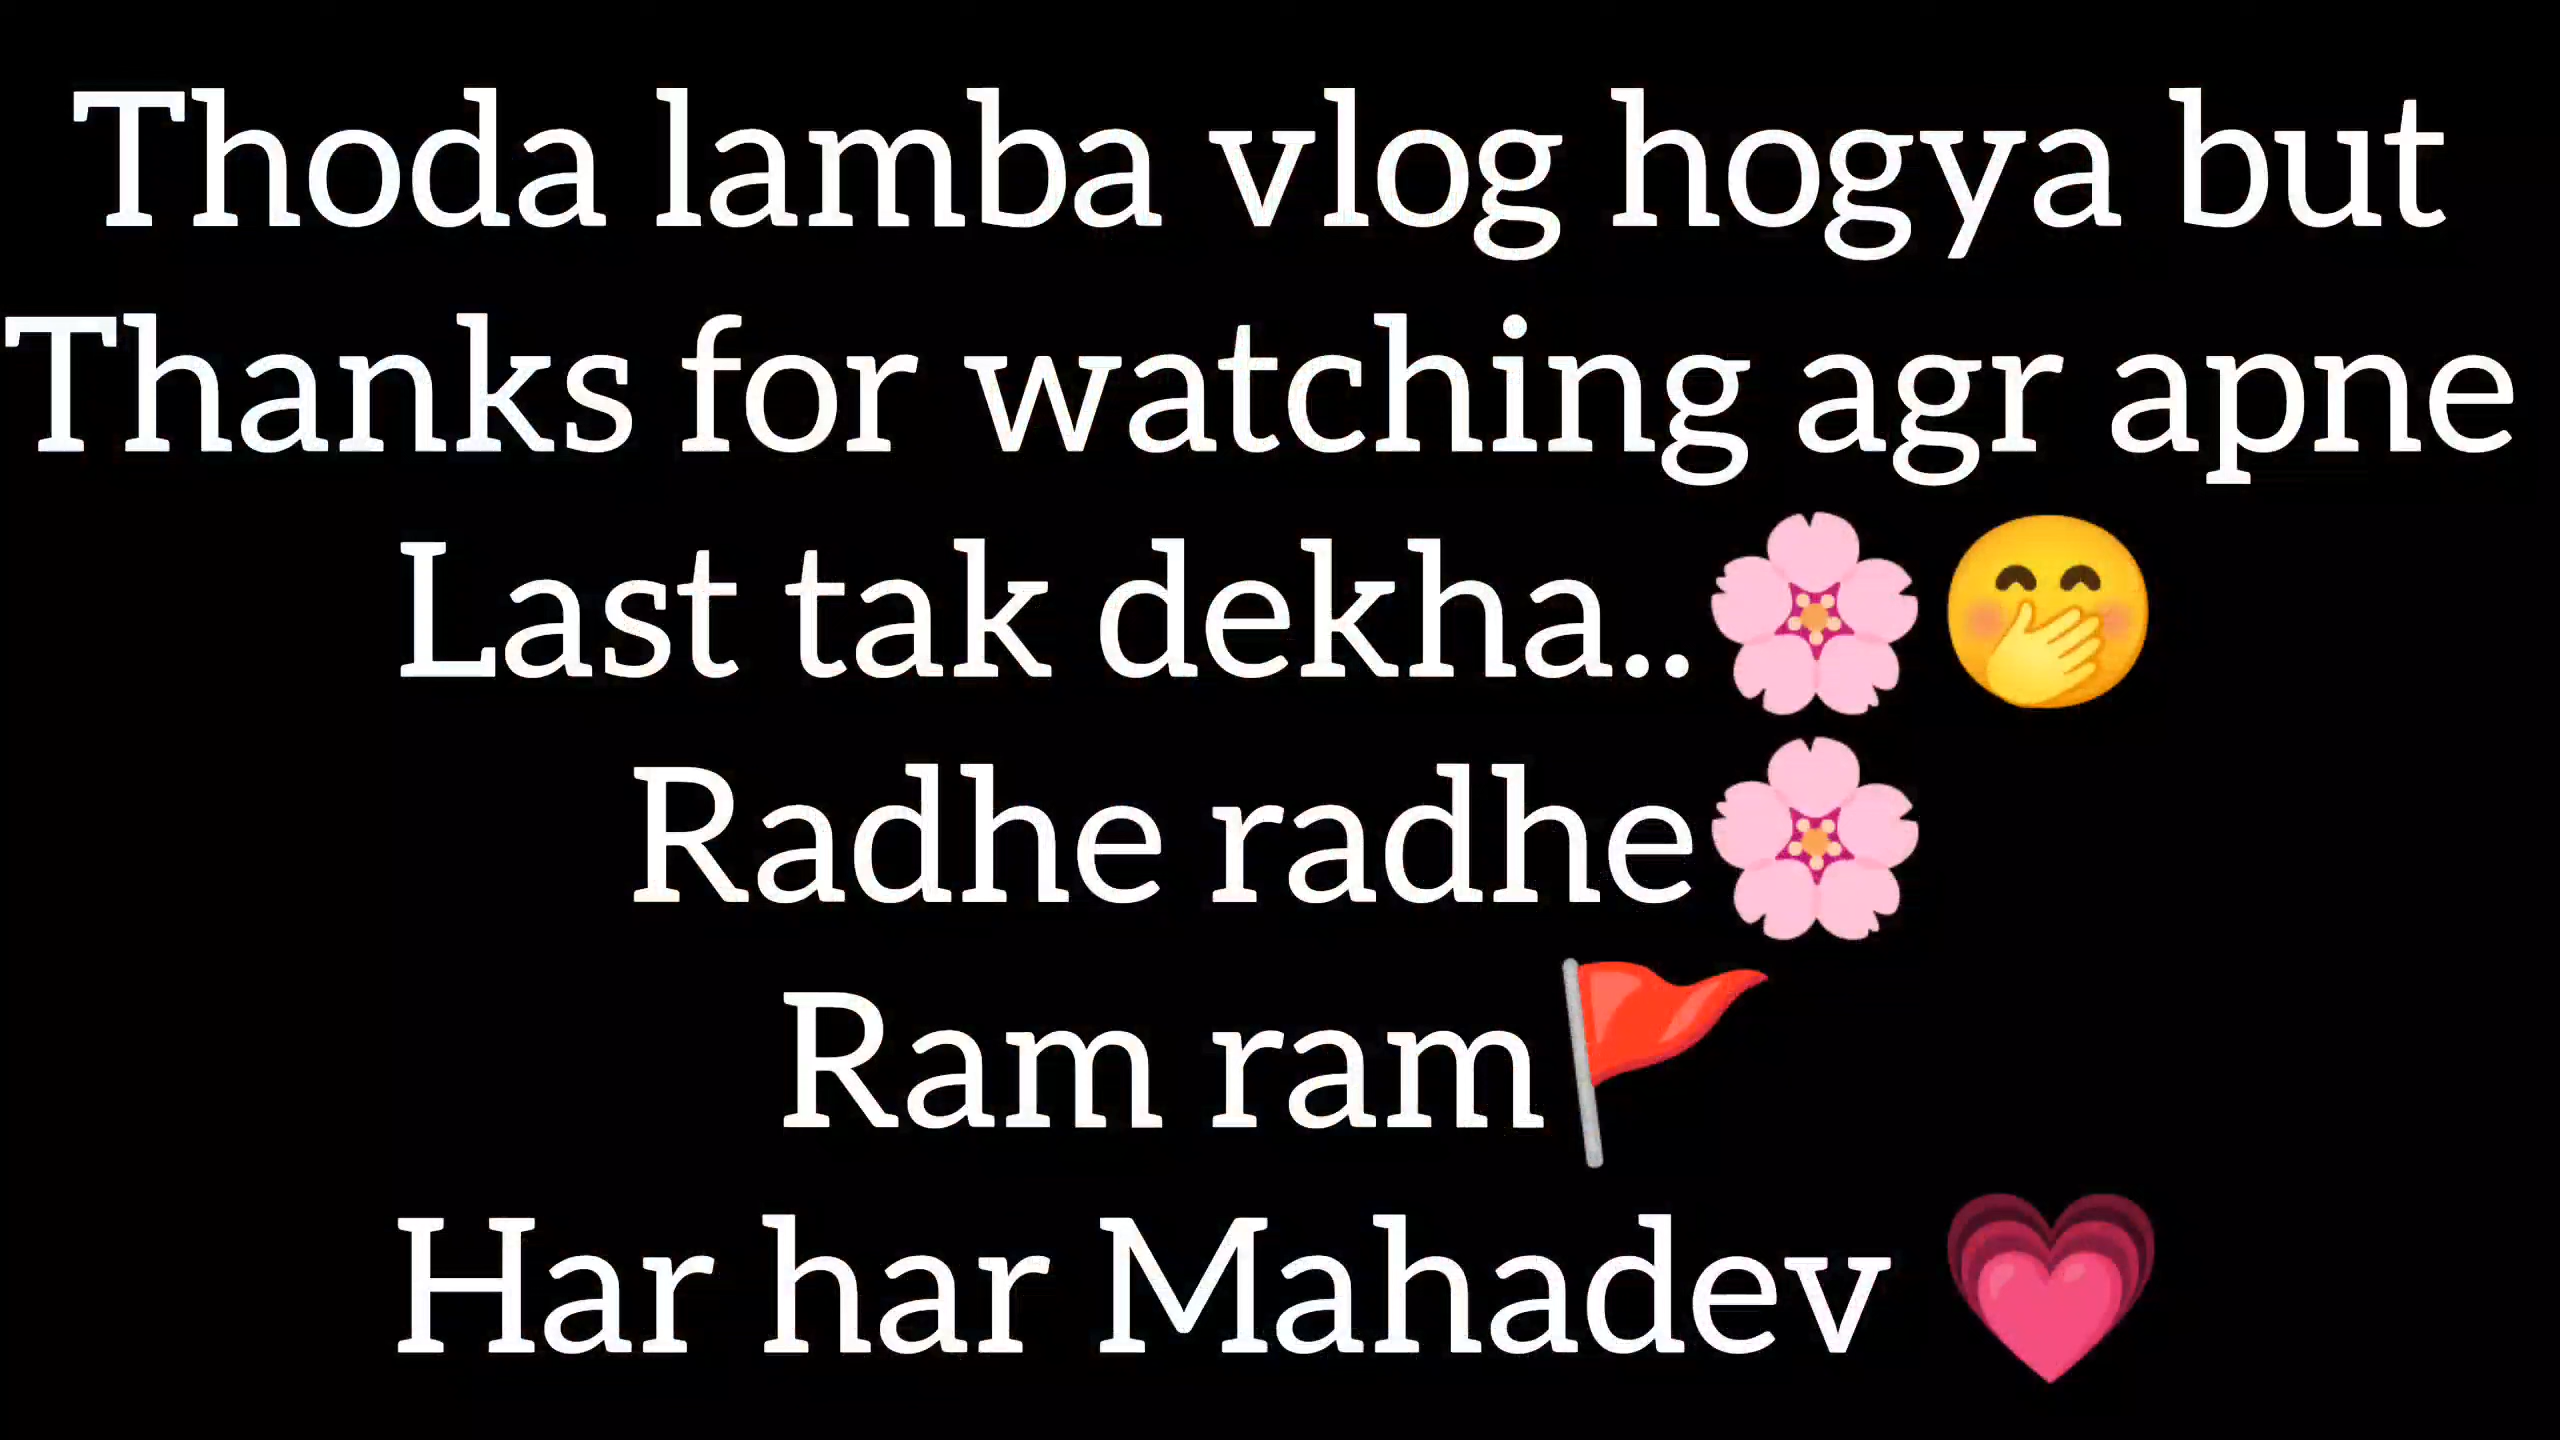 Thoda lamba vlog hogya but
Thanks for watching agr apne
Last tak dekha..🌸🤭
Radhe radhe🌸
Ram ram🚩
Har har Mahadev 💗